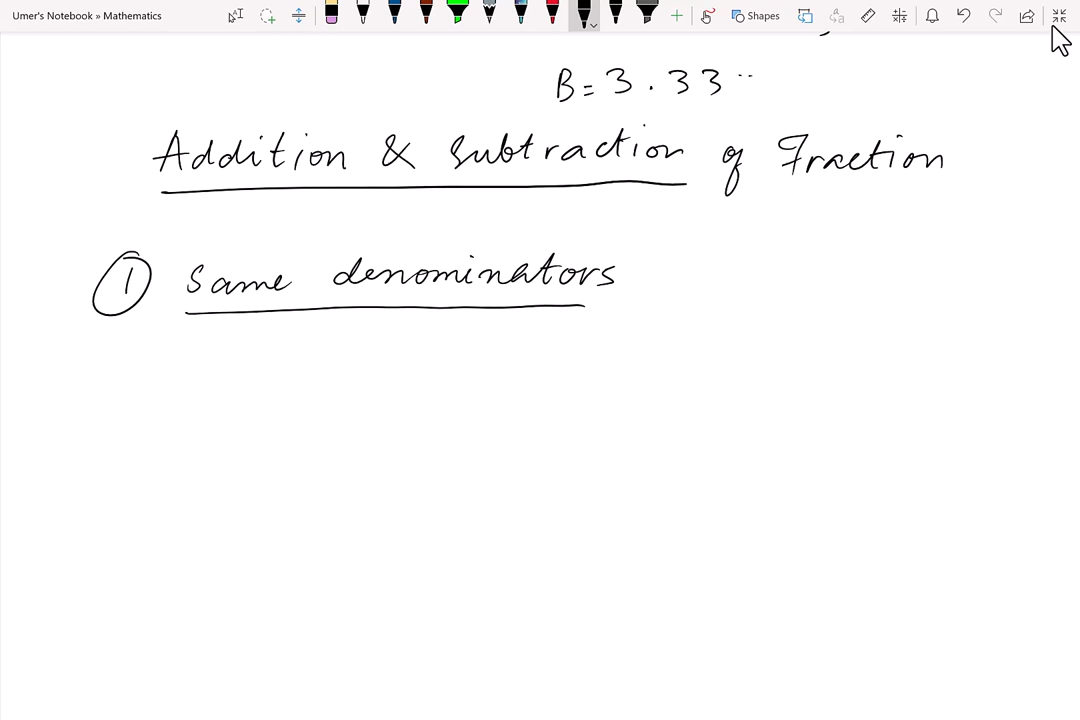 Umer's Notebook » Mathematics
Shapes
B = 3.33··
Addition & Subtraction of Fraction
① Same denominators